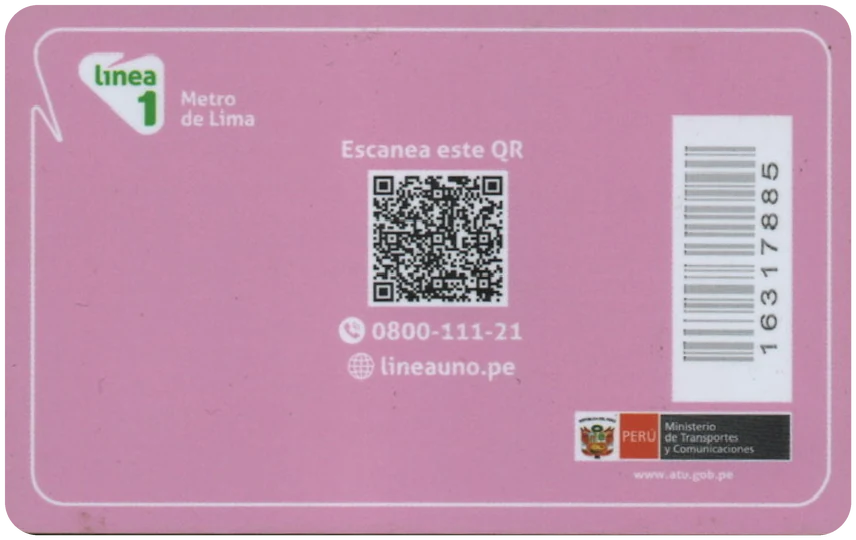 línea
1
Metro
de Lima
Escanea este QR
0800-111-21
lineauno.pe
16317885
PERÚ
Ministerio
de Transportes
y Comunicaciones
www.atu.gob.pe